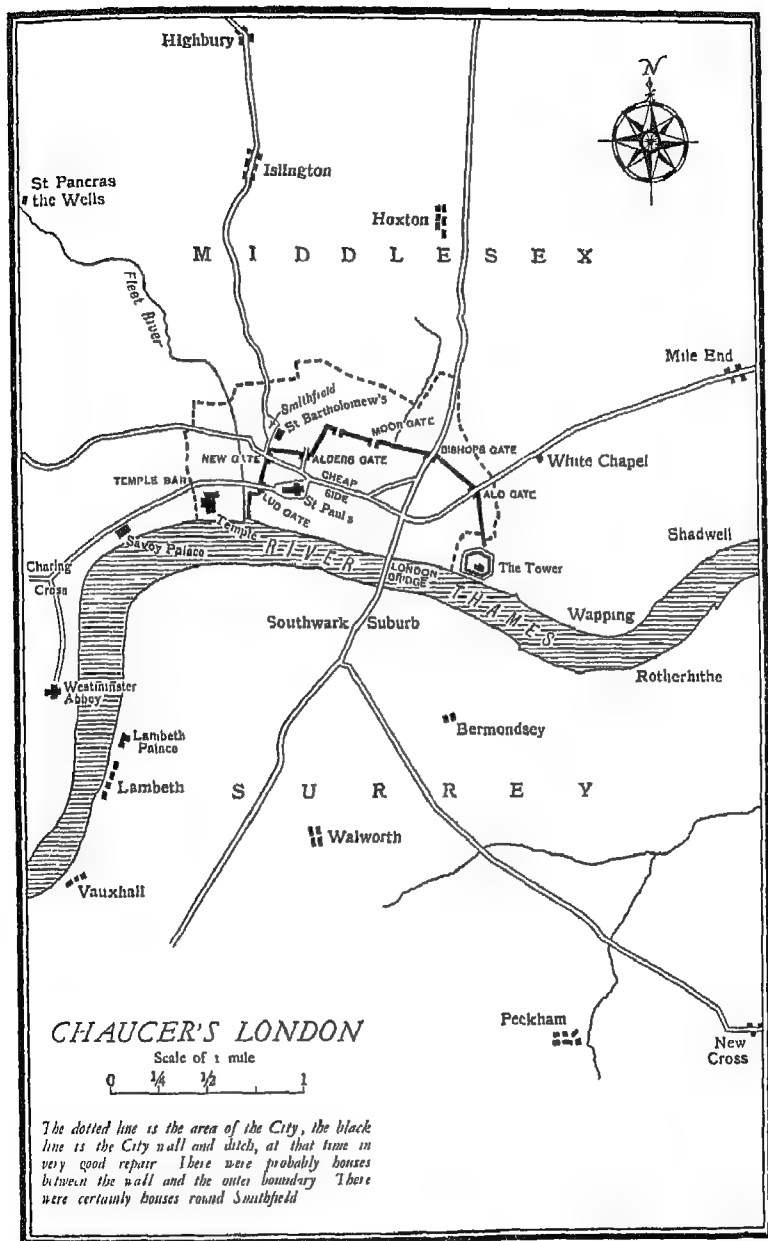 Highbury
N
Islington
St Pancras
the Wells
Hoxton
MIDDLESEX
Fleet River
Mile End
Smithfield
St Bartholomew's
MOOR GATE
NEW GATE
ALDERS GATE
BISHOPS GATE
White Chapel
TEMPLE BAR
CHEAP
SIDE
ALD GATE
St Pauls
LUD GATE
Temple
Savoy Palace
RIVER
Shadwell
Charing
Cross
LONDON
BRIDGE
The Tower
THAMES
Wapping
Southwark Suburb
Rotherhithe
Westminster
Abbey
Bermondsey
Lambeth
Palace
Lambeth
SURREY
Walworth
Vauxhall
Peckham
New
Cross
CHAUCER'S LONDON
Scale of 1 mile
0 ¼ ½ 1
The dotted line is the area of the City, the black
line is the City wall and ditch, at that time in
very good repair There were probably houses
between the wall and the outer boundary There
were certainly houses round Smithfield